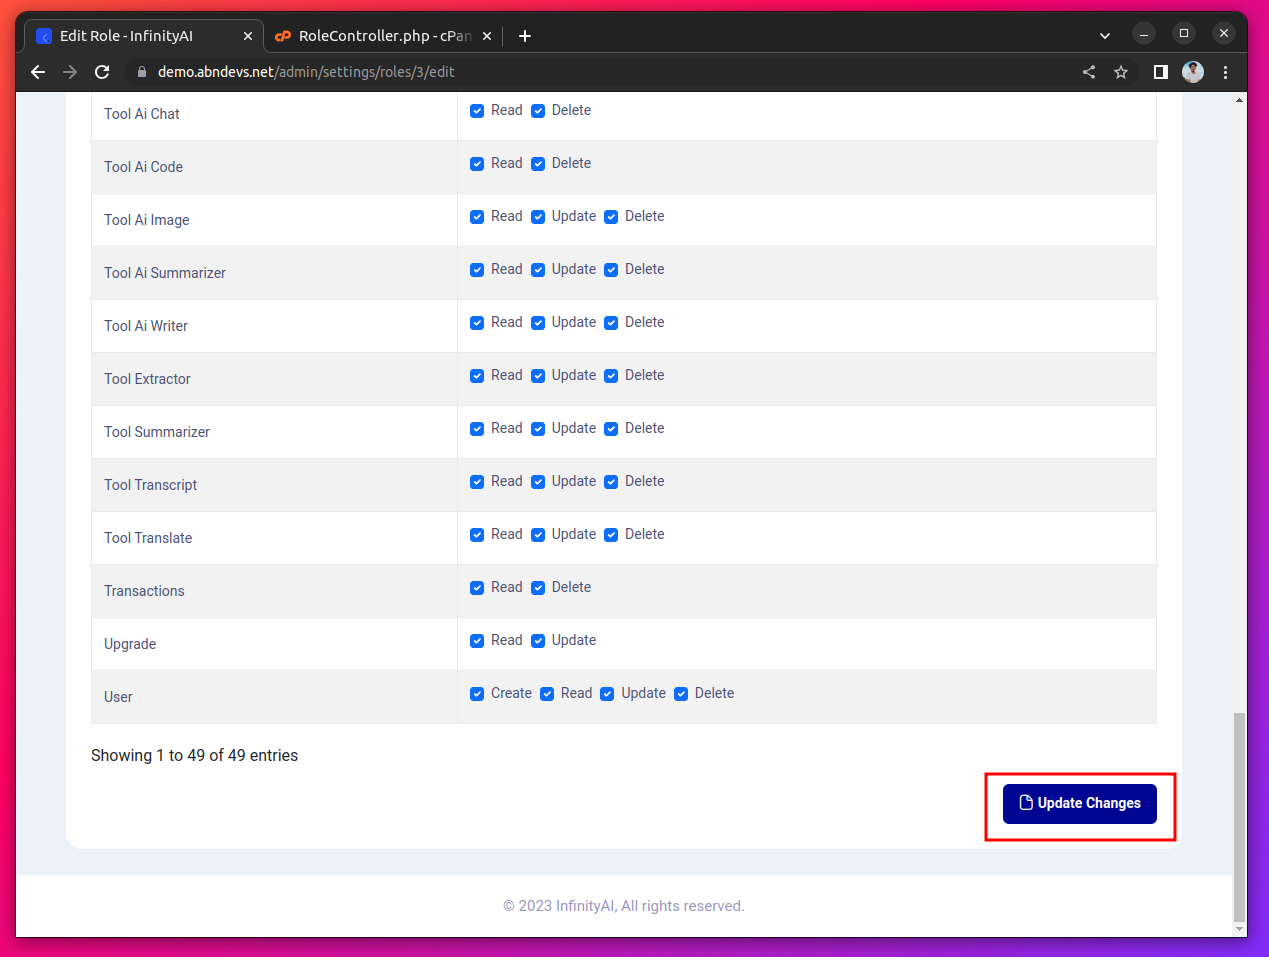 Edit Role - InfinityAI
RoleController.php - cPan
demo.abndevs.net/admin/settings/roles/3/edit
Tool Ai Chat Read Delete
Tool Ai Code Read Delete
Tool Ai Image Read Update Delete
Tool Ai Summarizer Read Update Delete
Tool Ai Writer Read Update Delete
Tool Extractor Read Update Delete
Tool Summarizer Read Update Delete
Tool Transcript Read Update Delete
Tool Translate Read Update Delete
Transactions Read Delete
Upgrade Read Update
User Create Read Update Delete
Showing 1 to 49 of 49 entries
Update Changes
© 2023 InfinityAI, All rights reserved.